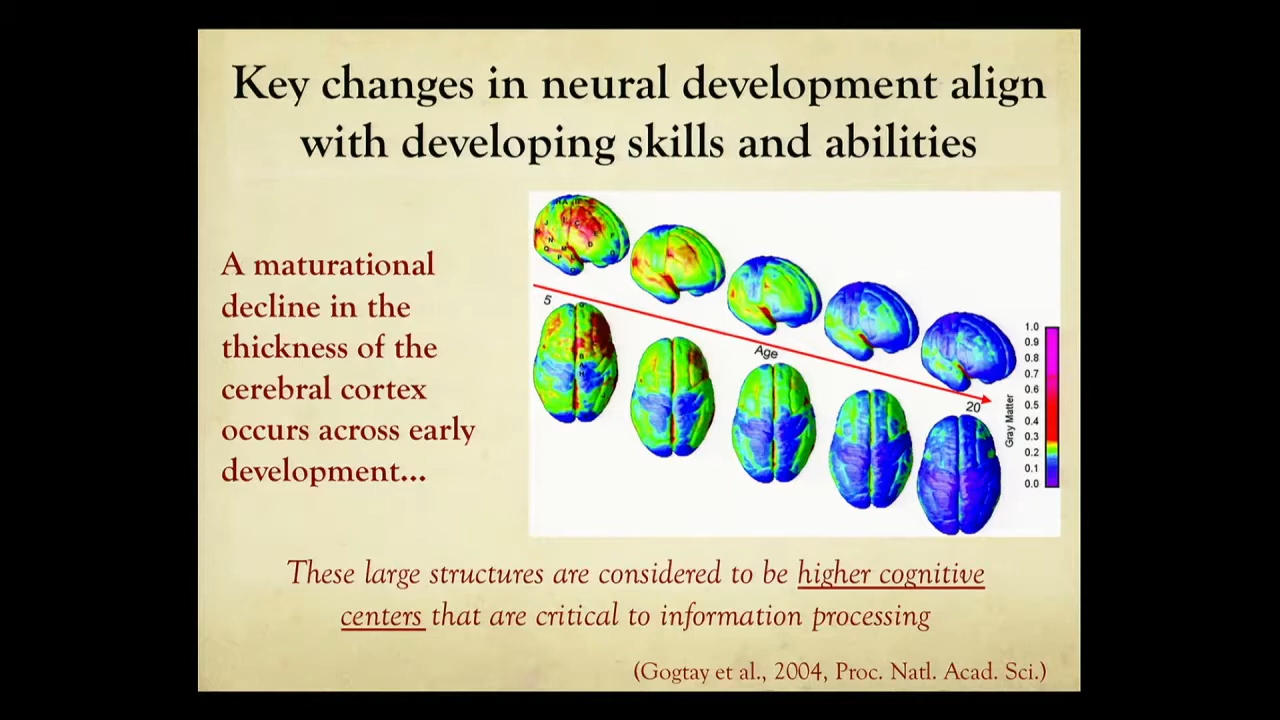 Key changes in neural development align
with developing skills and abilities
A maturational
decline in the
thickness of the
cerebral cortex
occurs across early
development...
5
Age
20
Gray Matter
1.0
0.9
0.8
0.7
0.6
0.5
0.4
0.3
0.2
0.1
0.0
These large structures are considered to be higher cognitive
centers that are critical to information processing
(Gogtay et al., 2004, Proc. Natl. Acad. Sci.)